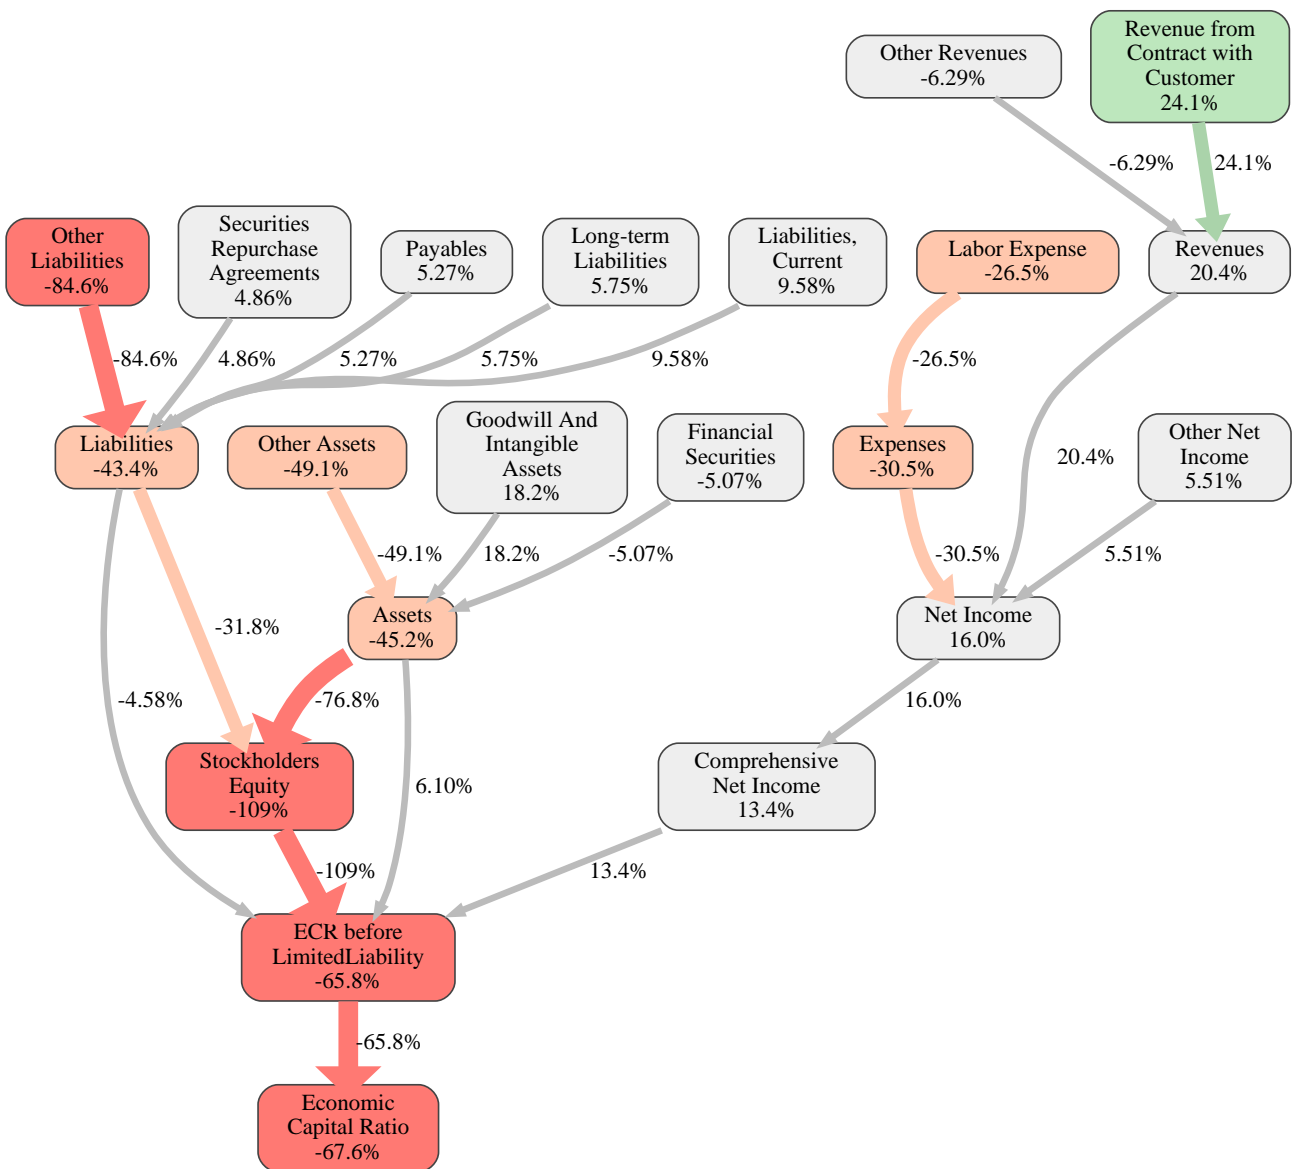 Revenue from
Contract with
Customer
24.1%
Other Revenues
-6.29%
-6.29%
24.1%
Other
Liabilities
-84.6%
Securities
Repurchase
Agreements
4.86%
Payables
5.27%
Long-term
Liabilities
5.75%
Liabilities,
Current
9.58%
Labor Expense
-26.5%
Revenues
20.4%
-84.6%
4.86%
5.27%
5.75%
9.58%
-26.5%
20.4%
Liabilities
-43.4%
Other Assets
-49.1%
Goodwill And
Intangible
Assets
18.2%
Financial
Securities
-5.07%
Expenses
-30.5%
Other Net
Income
5.51%
-49.1%
18.2%
-5.07%
-30.5%
5.51%
-31.8%
Assets
-45.2%
Net Income
16.0%
-4.58%
-76.8%
6.10%
16.0%
Stockholders
Equity
-109%
Comprehensive
Net Income
13.4%
-109%
13.4%
ECR before
LimitedLiability
-65.8%
-65.8%
Economic
Capital Ratio
-67.6%